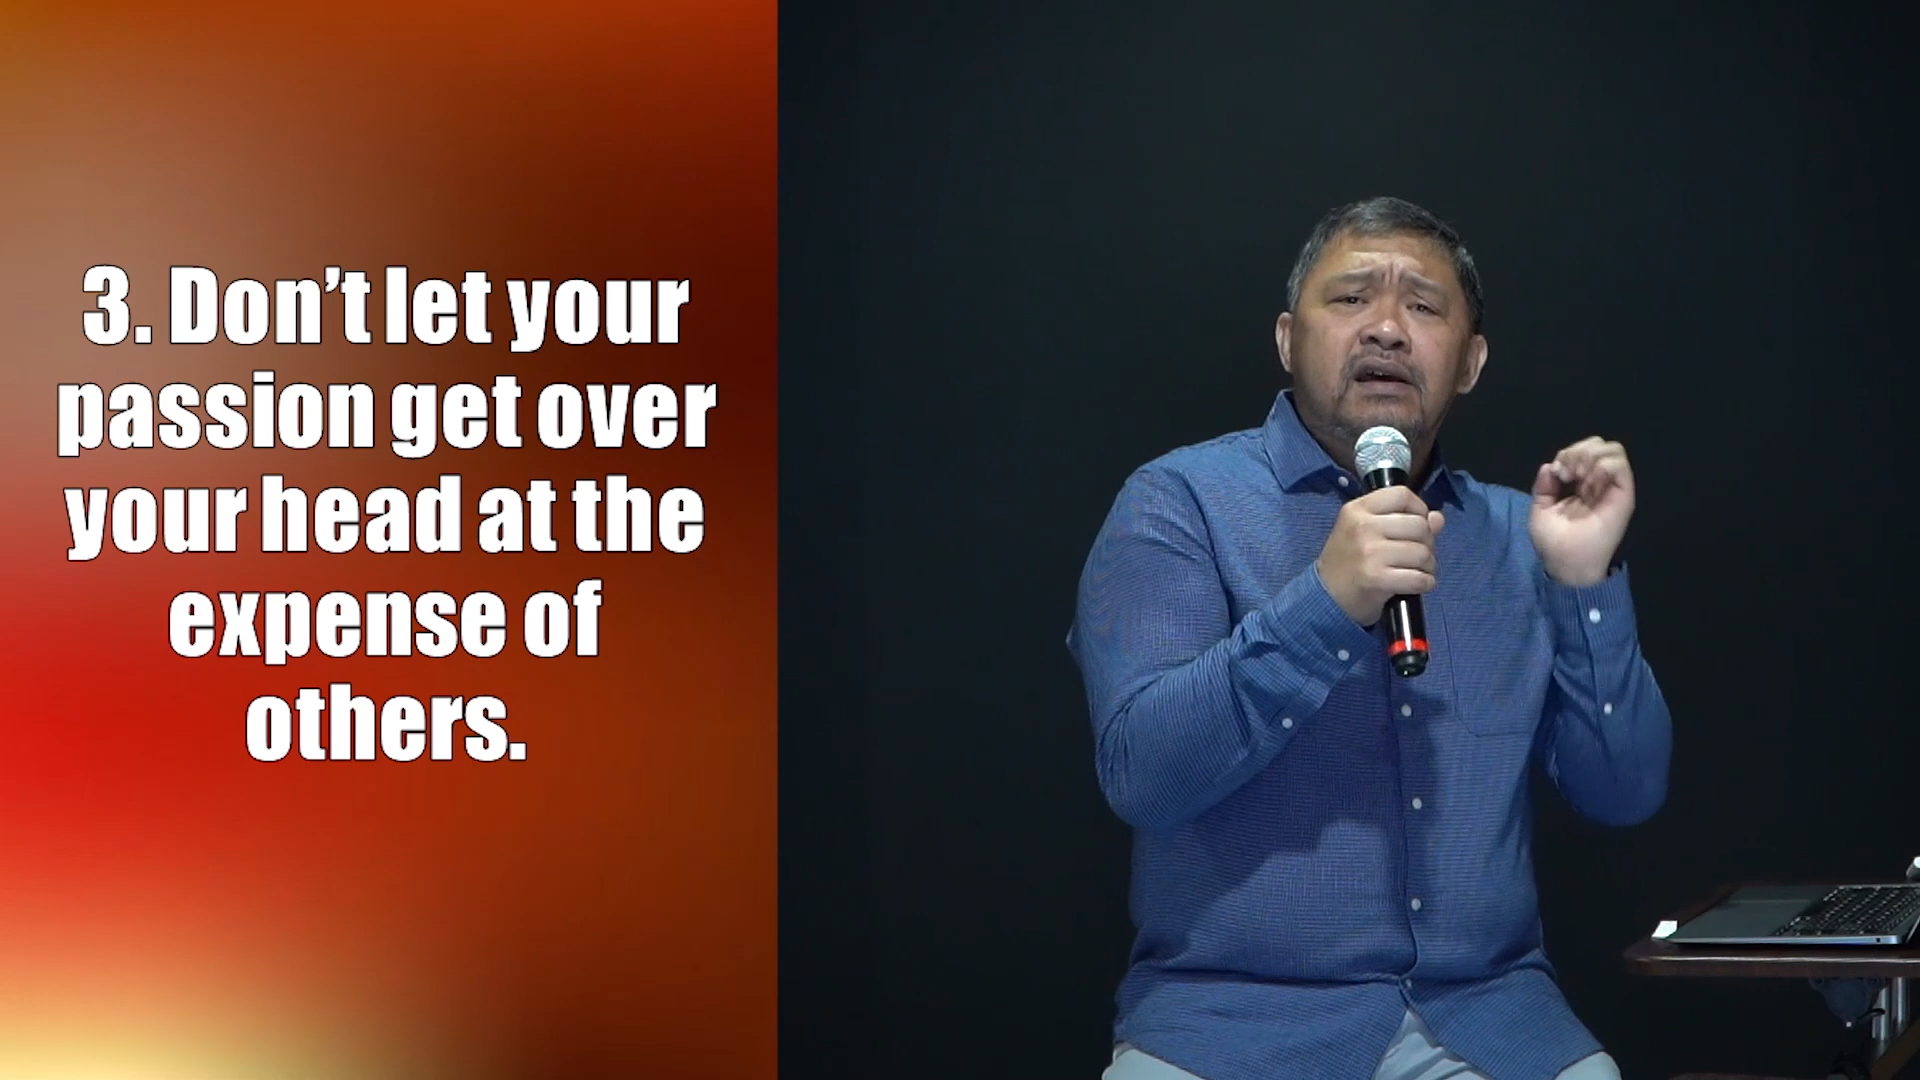 3. Don’t let your
passion get over
your head at the
expense of
others.